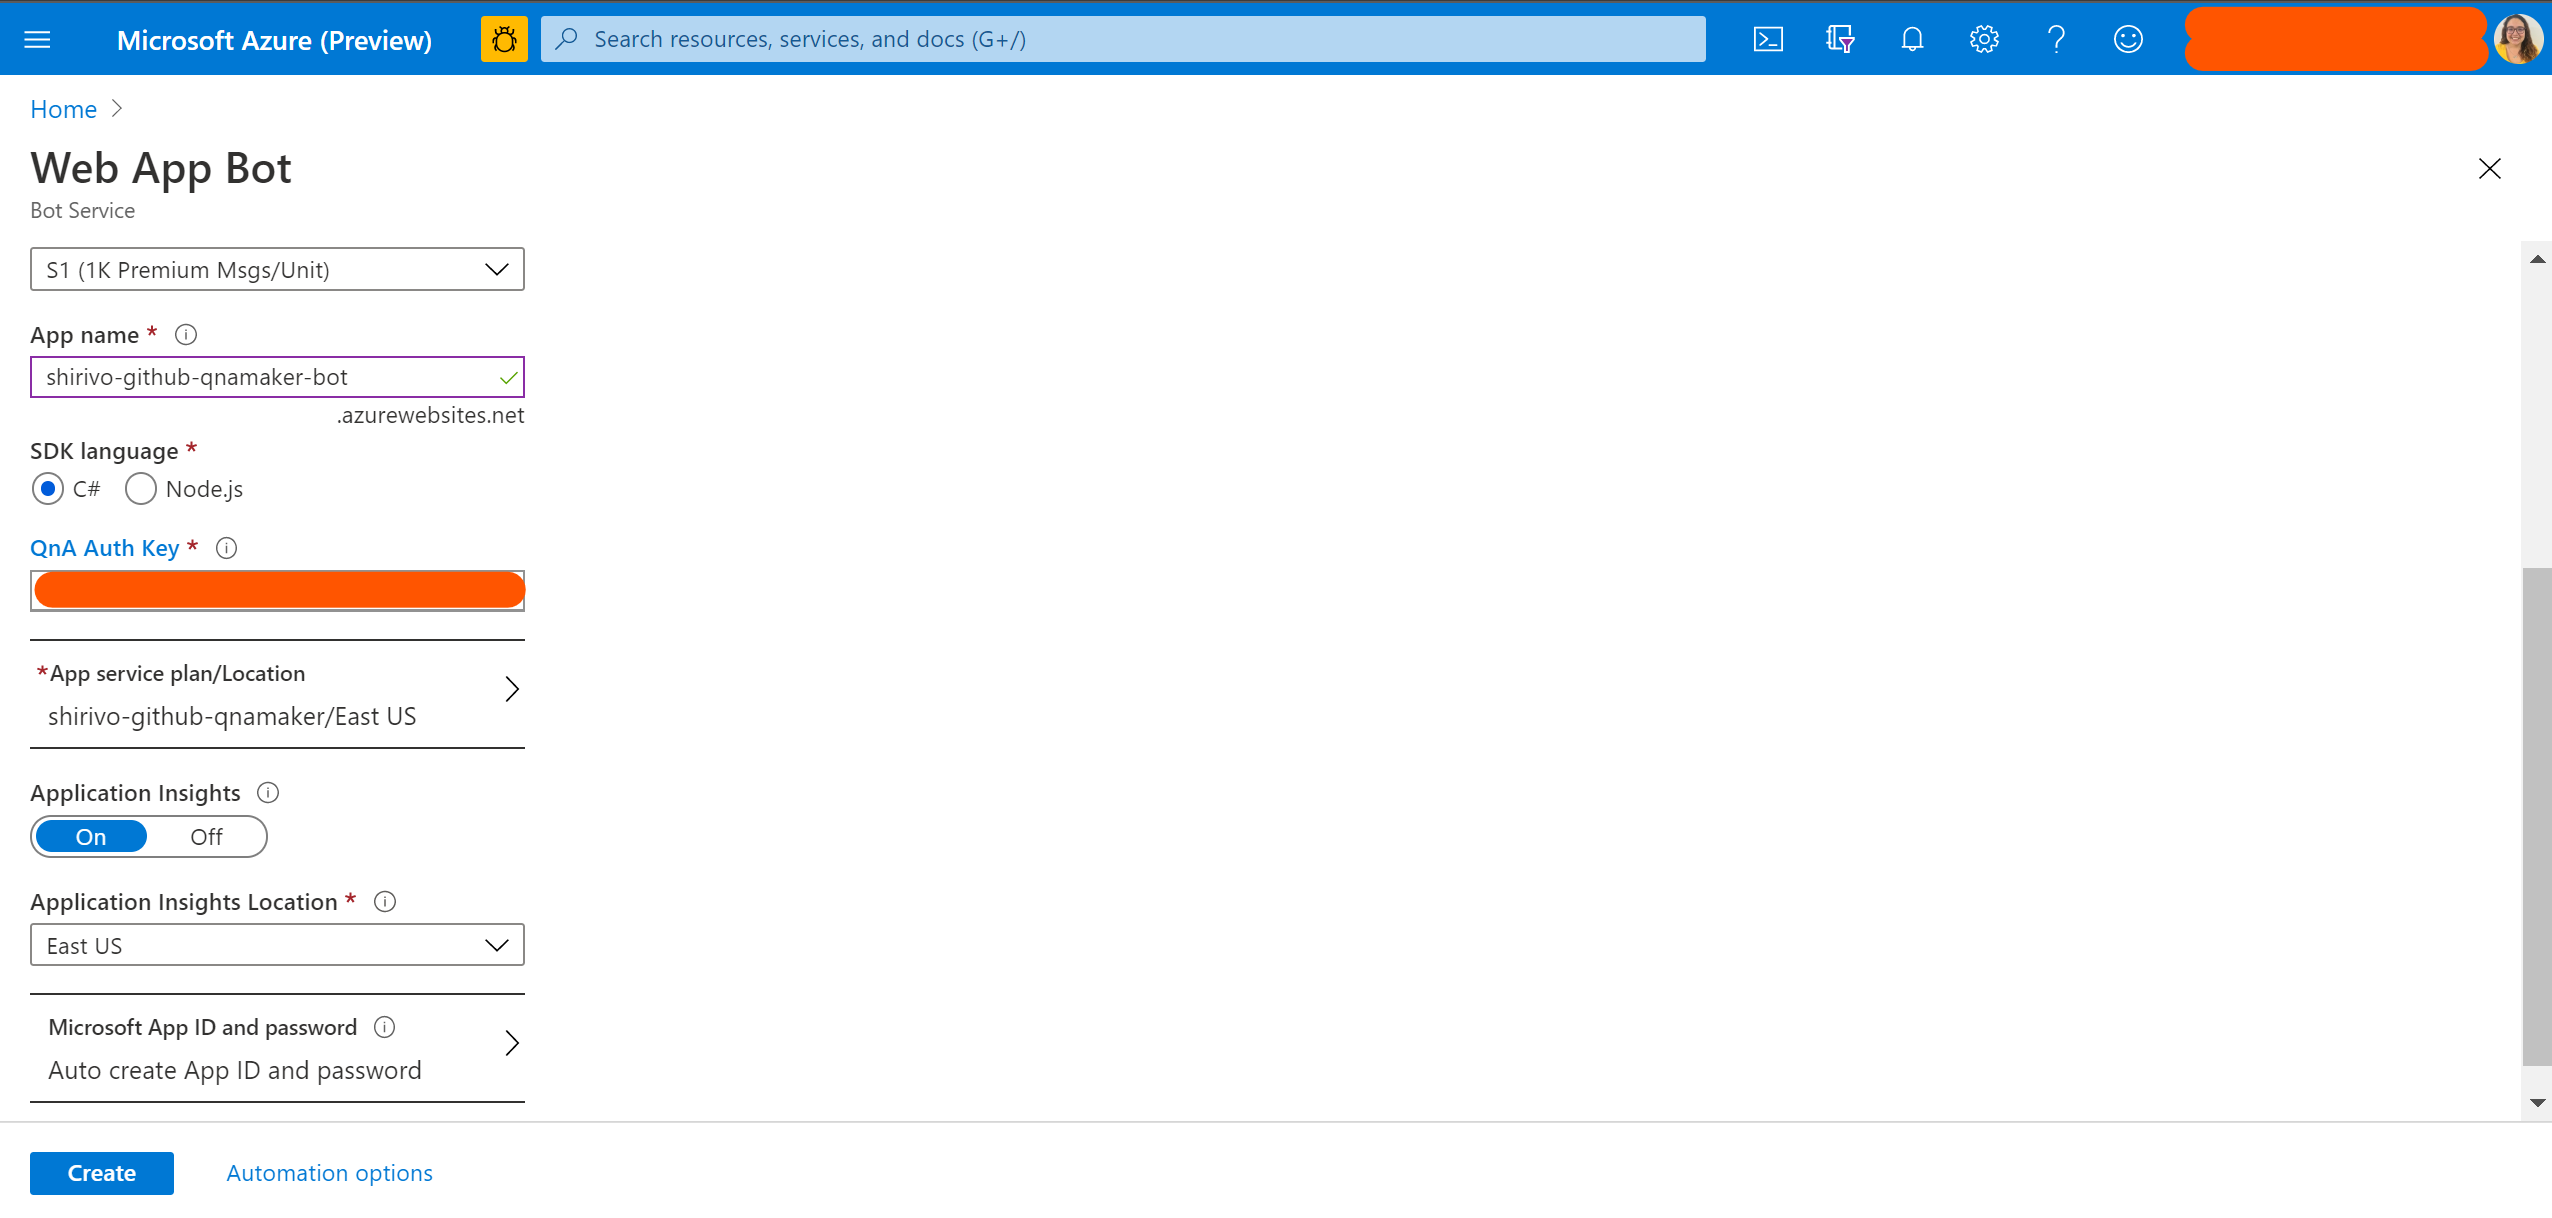 Microsoft Azure (Preview)
Search resources, services, and docs (G+/)
Home
Web App Bot
Bot Service
S1 (1K Premium Msgs/Unit)
App name *
shirivo-github-qnamaker-bot
.azurewebsites.net
SDK language *
C# Node.js
QnA Auth Key *
*App service plan/Location
shirivo-github-qnamaker/East US
Application Insights
On Off
Application Insights Location *
East US
Microsoft App ID and password
Auto create App ID and password
Create Automation options